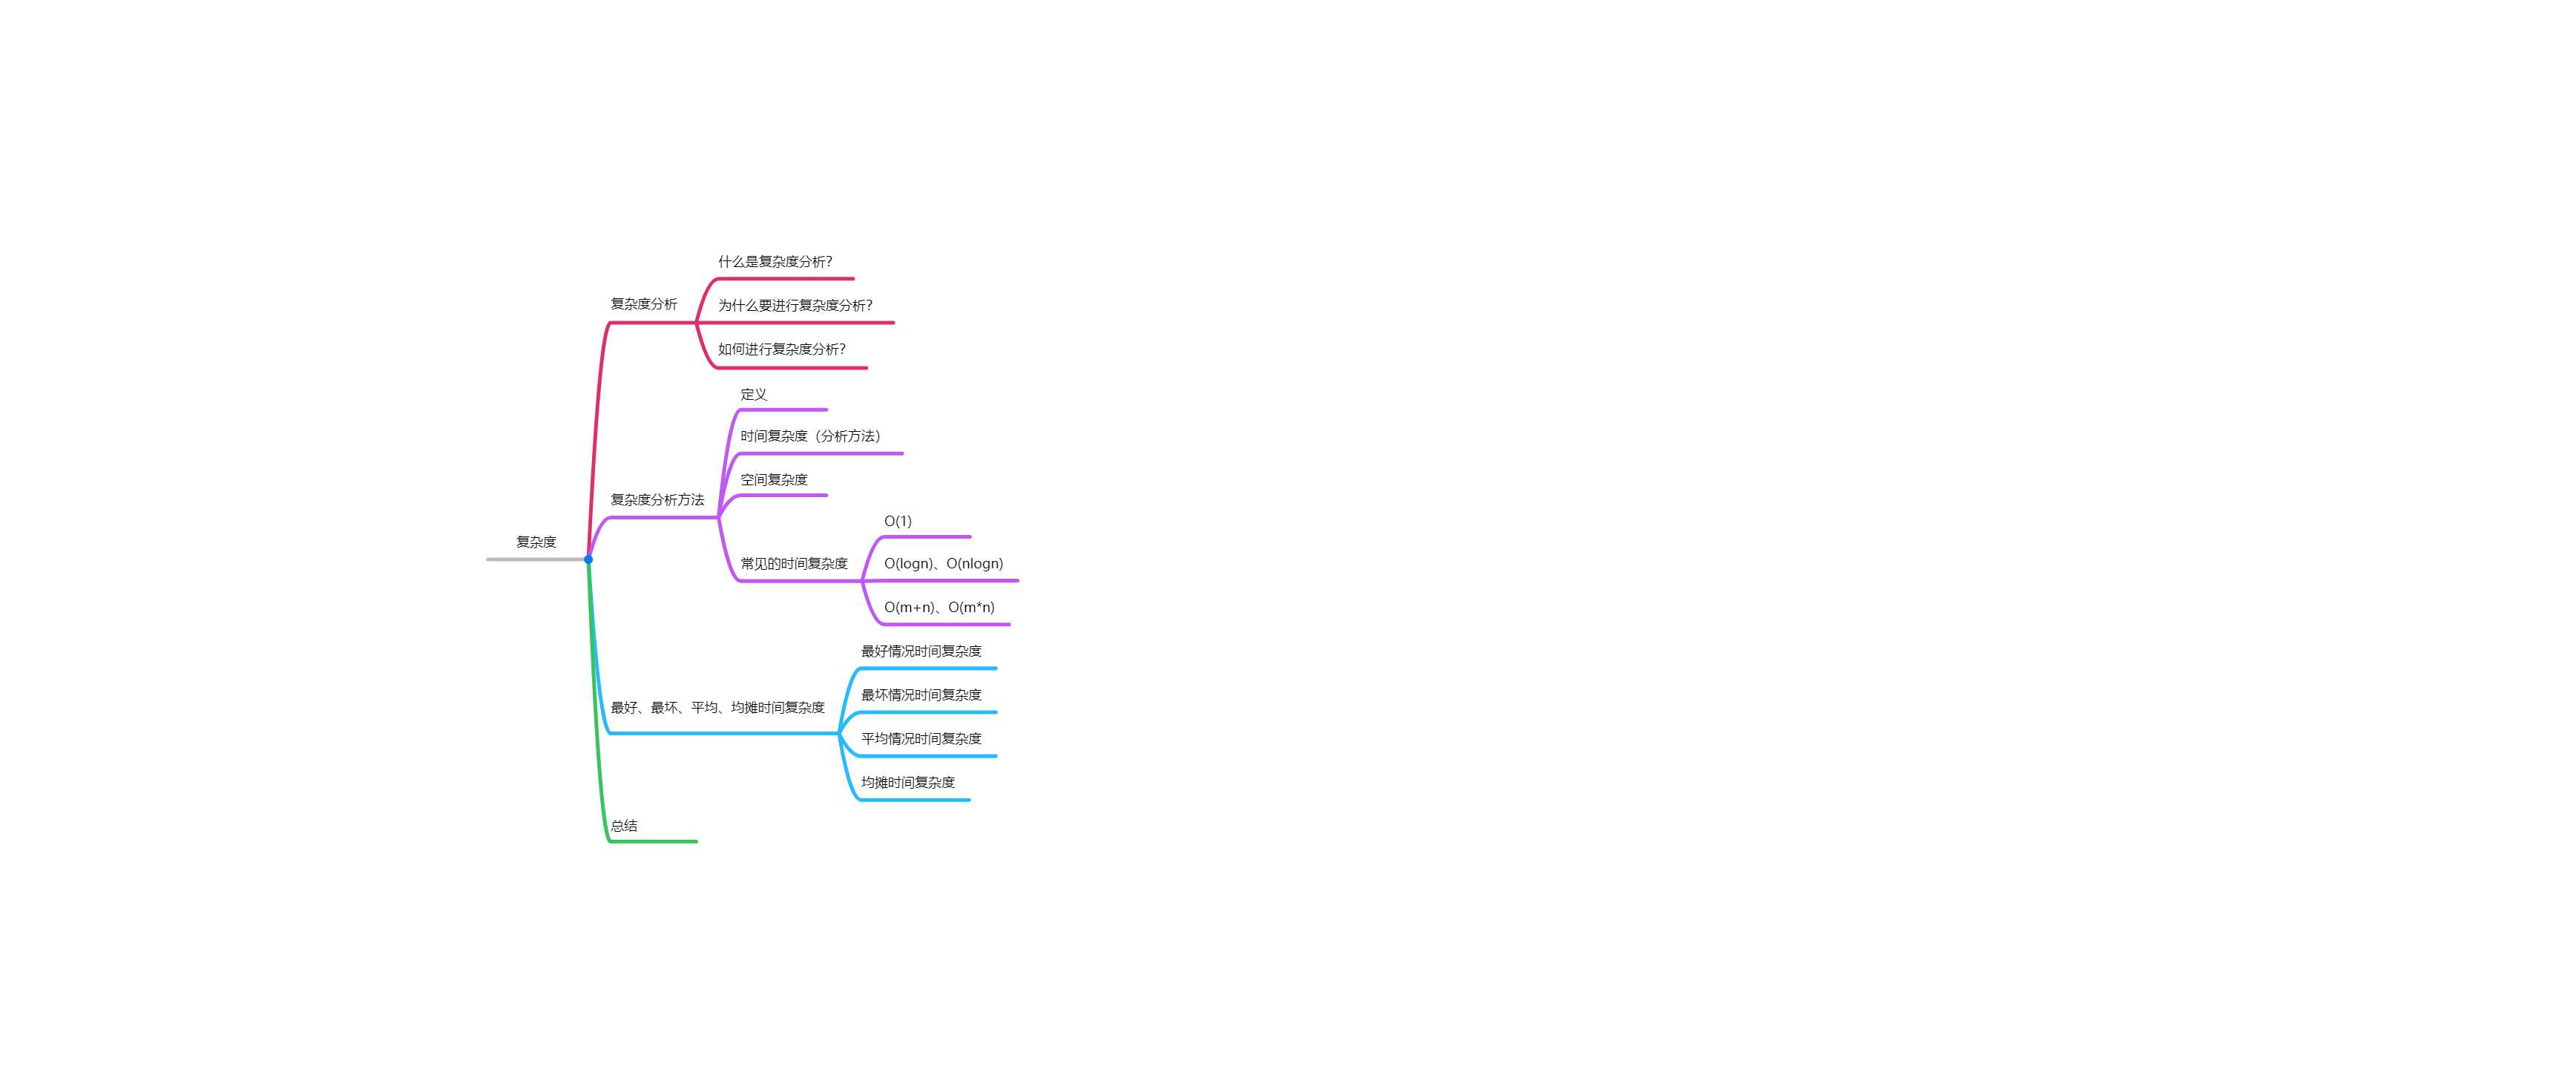 复杂度
复杂度分析
什么是复杂度分析？
为什么要进行复杂度分析？
如何进行复杂度分析？
复杂度分析方法
定义
时间复杂度（分析方法）
空间复杂度
常见的时间复杂度
O(1)
O(logn)、O(nlogn)
O(m+n)、O(m*n)
最好、最坏、平均、均摊时间复杂度
最好情况时间复杂度
最坏情况时间复杂度
平均情况时间复杂度
均摊时间复杂度
总结